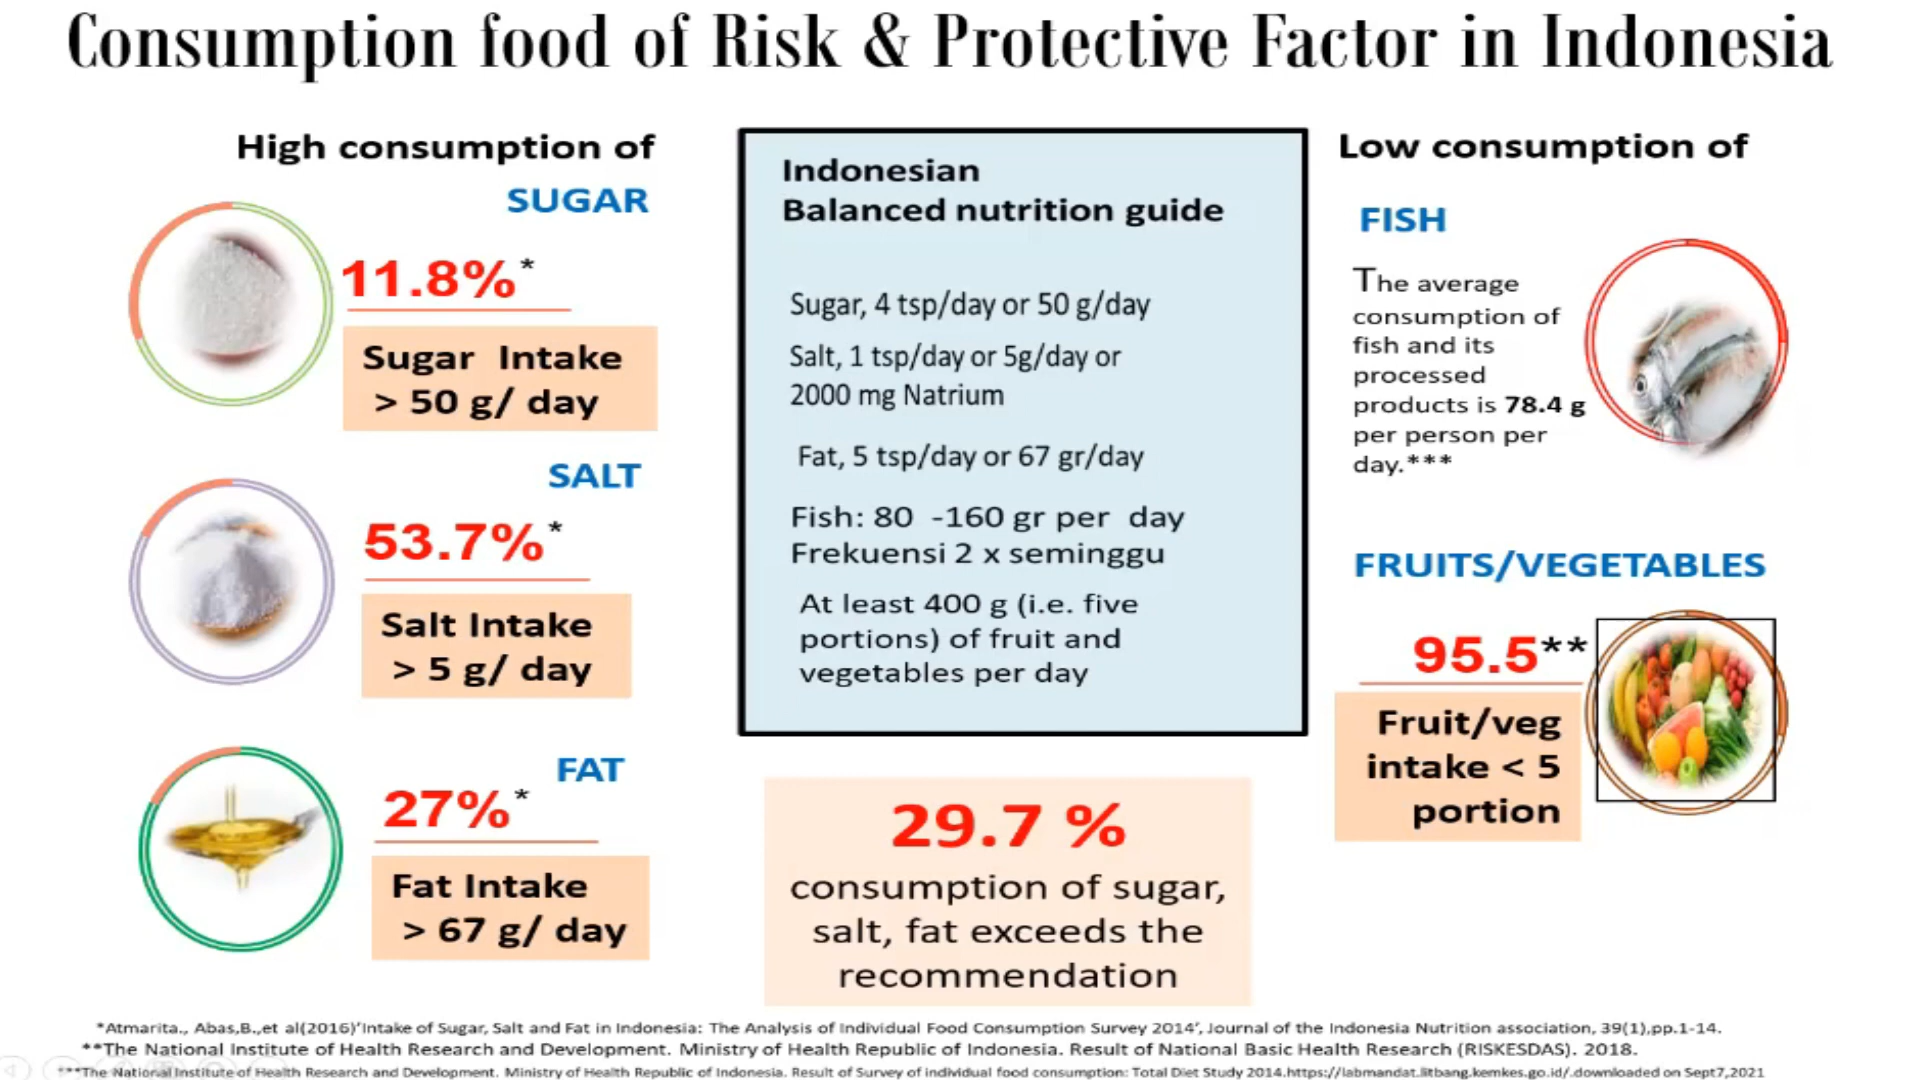 Consumption food of Risk & Protective Factor in Indonesia
High consumption of
SUGAR
11.8%*
Sugar Intake
> 50 g/ day
SALT
53.7%*
Salt Intake
> 5 g/ day
FAT
27%*
Fat Intake
> 67 g/ day
Indonesian
Balanced nutrition guide
Sugar, 4 tsp/day or 50 g/day
Salt, 1 tsp/day or 5g/day or
2000 mg Natrium
Fat, 5 tsp/day or 67 gr/day
Fish: 80 -160 gr per day
Frekuensi 2 x seminggu
At least 400 g (i.e. five
portions) of fruit and
vegetables per day
29.7 %
consumption of sugar,
salt, fat exceeds the
recommendation
Low consumption of
FISH
The average
consumption of
fish and its
processed
products is 78.4 g
per person per
day.***
FRUITS/VEGETABLES
95.5**
Fruit/veg
intake < 5
portion
*Atmarita., Abas,B.,et al(2016)'Intake of Sugar, Salt and Fat in Indonesia: The Analysis of Individual Food Consumption Survey 2014', Journal of the Indonesia Nutrition association, 39(1),pp.1-14.
**The National Institute of Health Research and Development. Ministry of Health Republic of Indonesia. Result of National Basic Health Research (RISKESDAS). 2018.
***The National Institute of Health Research and Development. Ministry of Health Republic of Indonesia. Result of Survey of individual food consumption: Total Diet Study 2014.https://labmandat.litbang.kemkes.go.id/.downloaded on Sept7,2021